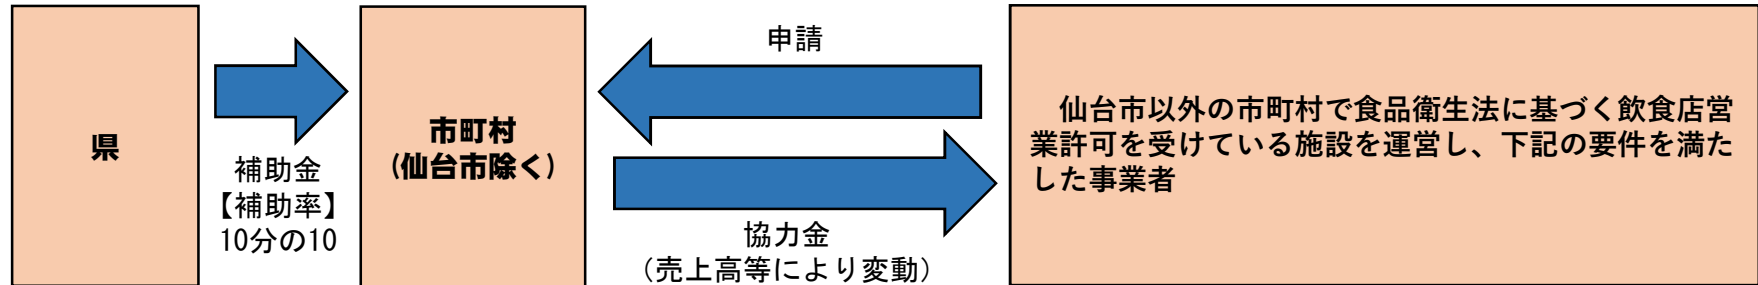 県
補助金
【補助率】
10分の10
市町村
(仙台市除く)
申請
協力金
（売上高等により変動）
仙台市以外の市町村で食品衛生法に基づく飲食店営
業許可を受けている施設を運営し、下記の要件を満た
した事業者